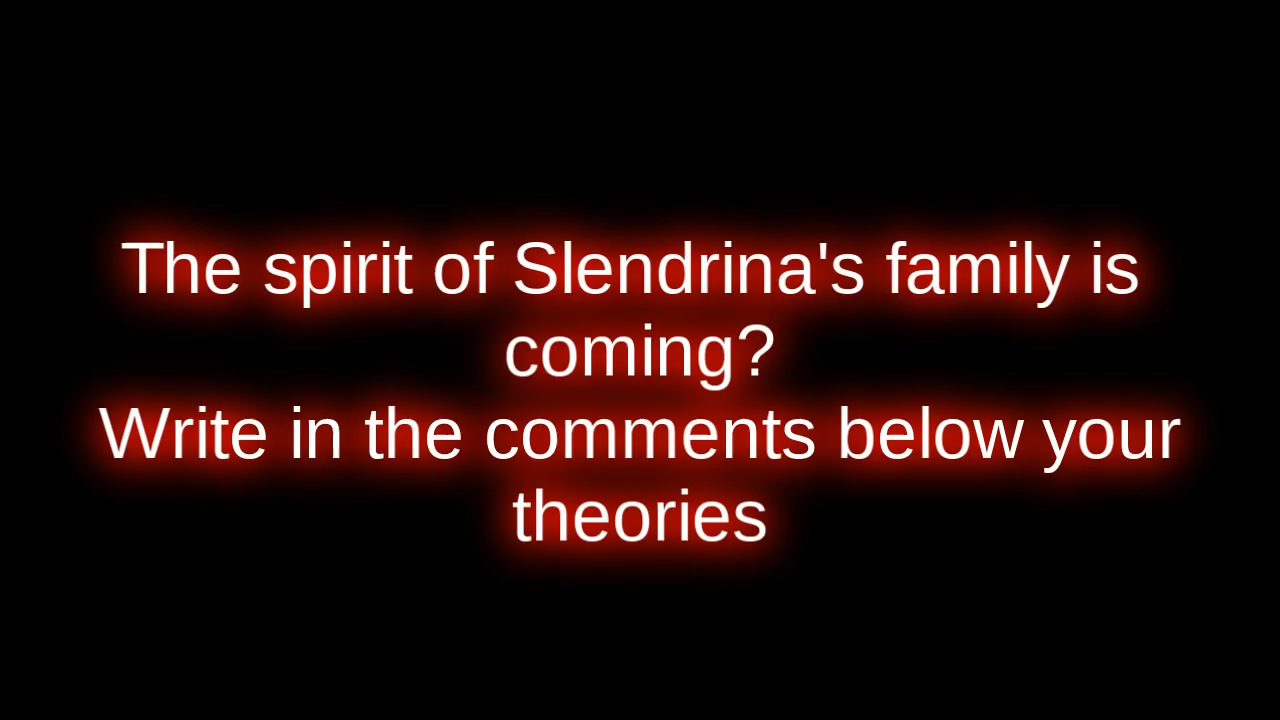 The spirit of Slendrina's family is
coming?
Write in the comments below your
theories